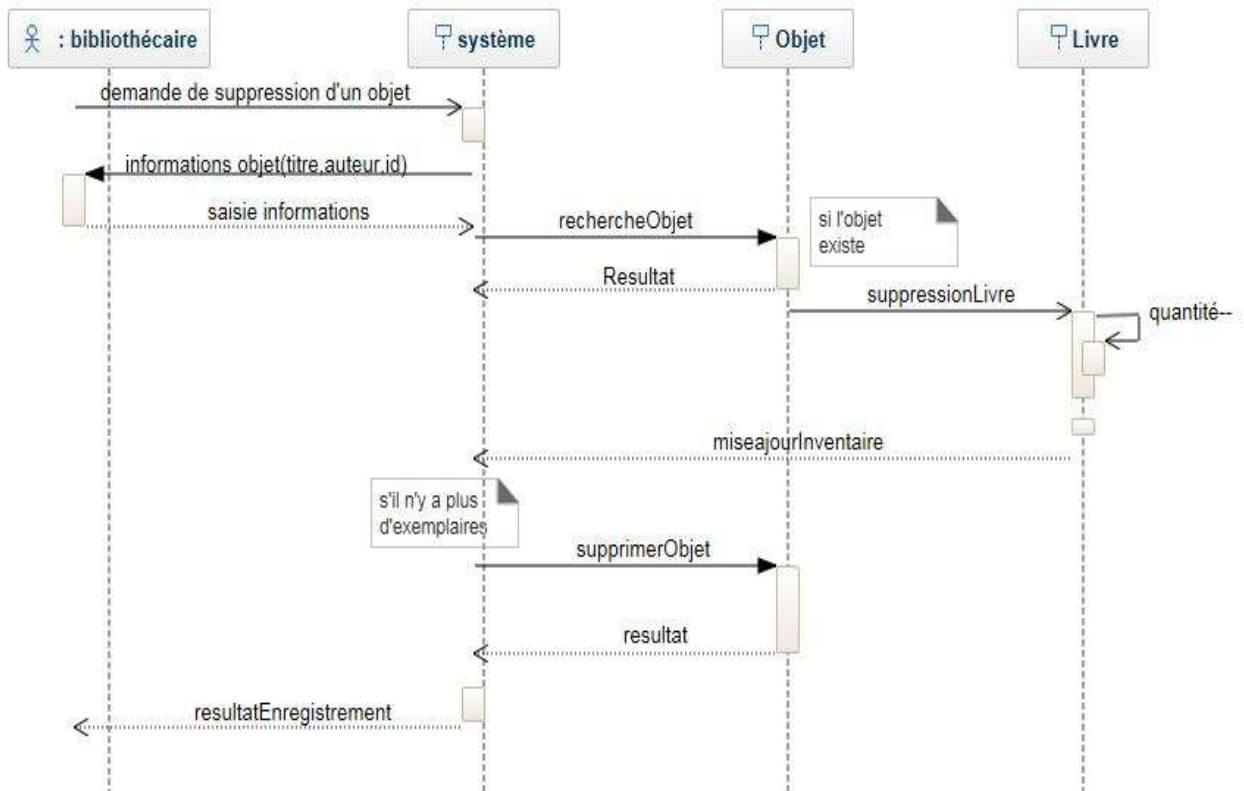 : bibliothécaire
système
Objet
Livre
demande de suppression d'un objet
informations objet(titre,auteur,id)
saisie informations
rechercheObjet
si l'objet
existe
Resultat
suppressionLivre
quantité--
miseajourInventaire
s'il n'y a plus
d'exemplaires
supprimerObjet
resultat
resultatEnregistrement